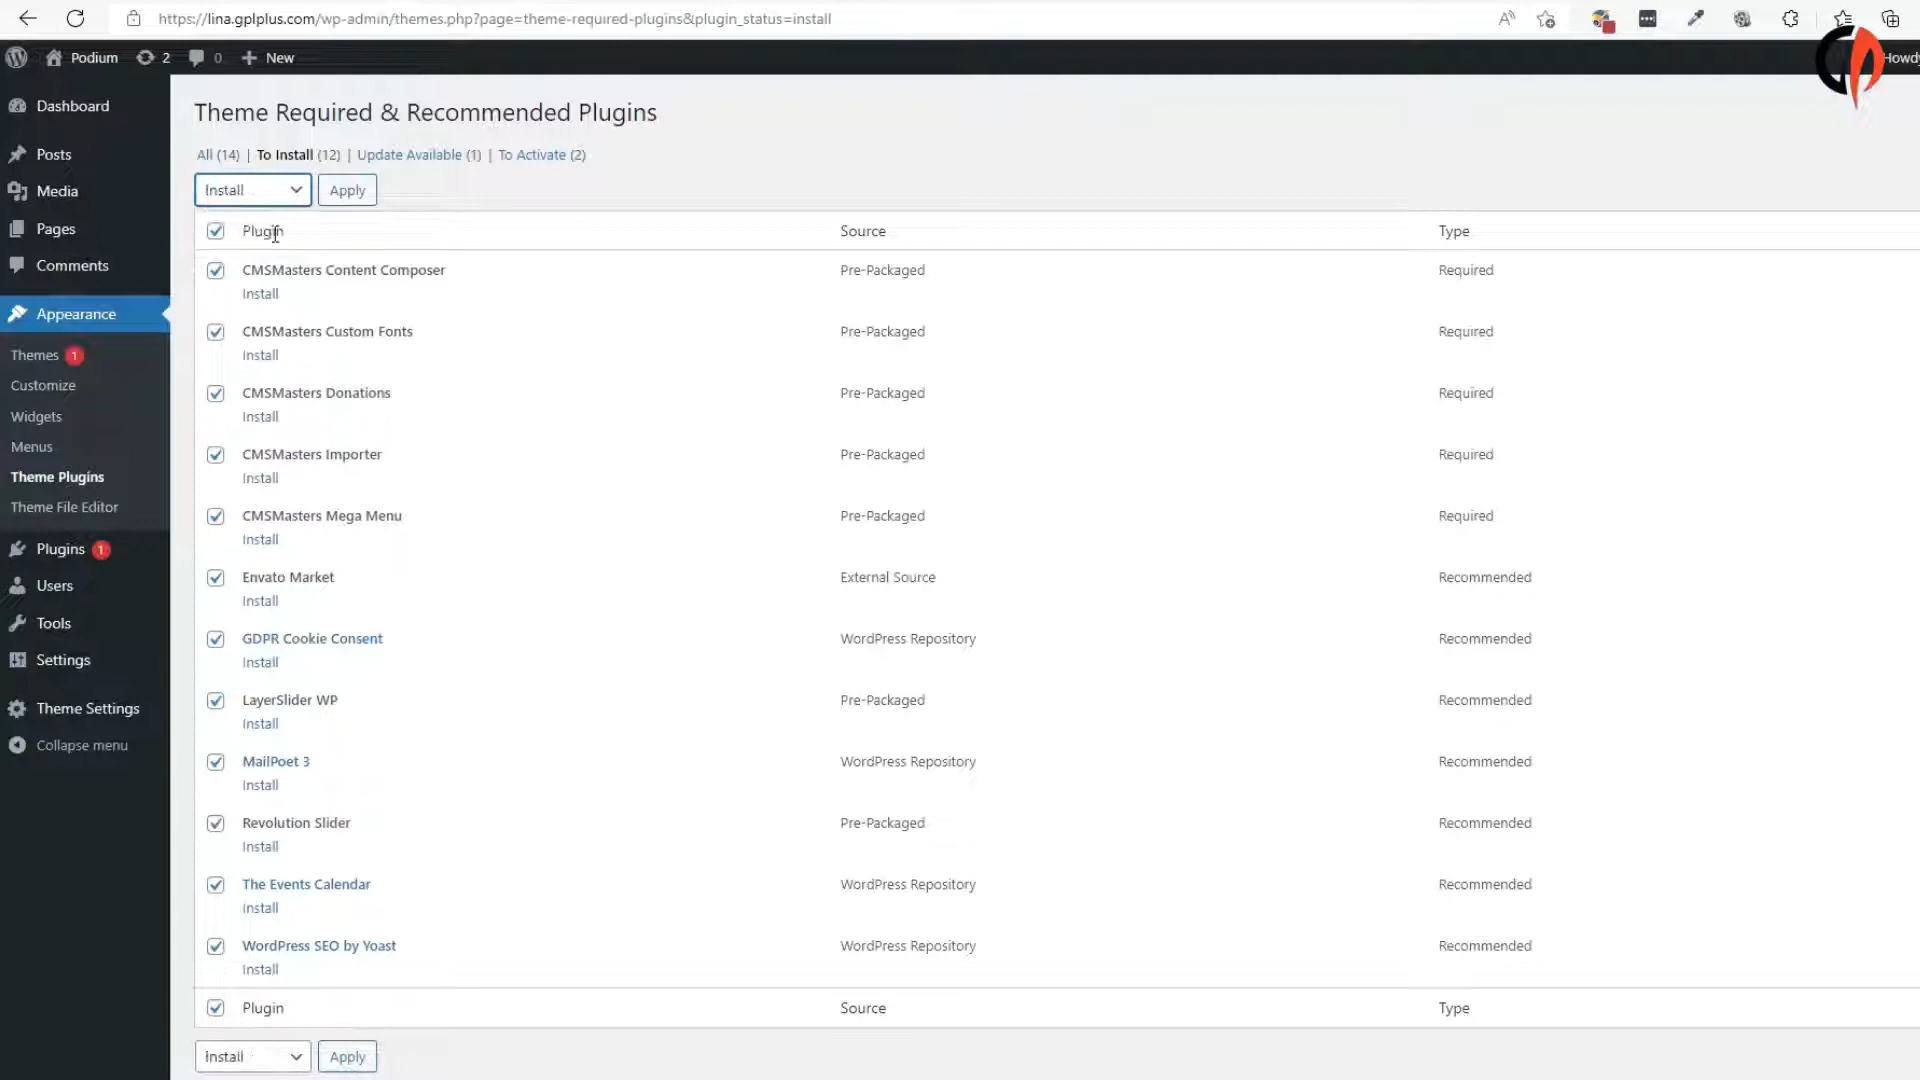 https://lina.gplplus.com/wp-admin/themes.php?page=theme-required-plugins&plugin_status=install
Podium 2 0 New Howdy
Dashboard
Posts
Media
Pages
Comments
Appearance
Themes 1
Customize
Widgets
Menus
Theme Plugins
Theme File Editor
Plugins 1
Users
Tools
Settings
Theme Settings
Collapse menu
Theme Required & Recommended Plugins
All (14) | To Install (12) | Update Available (1) | To Activate (2)
Install Apply
Plugin Source Type
CMSMasters Content Composer Pre-Packaged Required
Install
CMSMasters Custom Fonts Pre-Packaged Required
Install
CMSMasters Donations Pre-Packaged Required
Install
CMSMasters Importer Pre-Packaged Required
Install
CMSMasters Mega Menu Pre-Packaged Required
Install
Envato Market External Source Recommended
Install
GDPR Cookie Consent WordPress Repository Recommended
Install
LayerSlider WP Pre-Packaged Recommended
Install
MailPoet 3 WordPress Repository Recommended
Install
Revolution Slider Pre-Packaged Recommended
Install
The Events Calendar WordPress Repository Recommended
Install
WordPress SEO by Yoast WordPress Repository Recommended
Install
Plugin Source Type
Install Apply